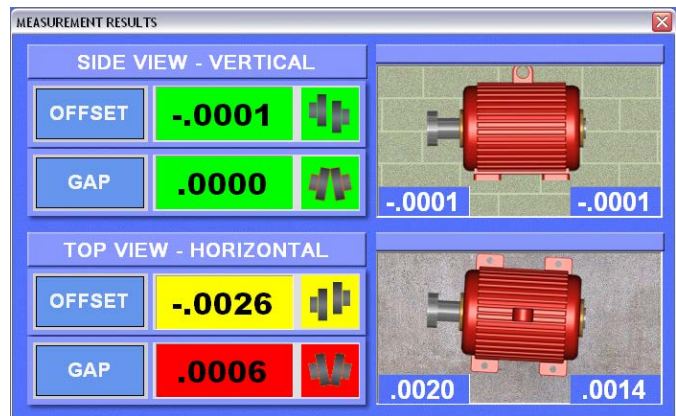 MEASUREMENT RESULTS
SIDE VIEW - VERTICAL
OFFSET -.0001
GAP .0000
-.0001 -.0001
TOP VIEW - HORIZONTAL
OFFSET -.0026
GAP .0006
.0020 .0014